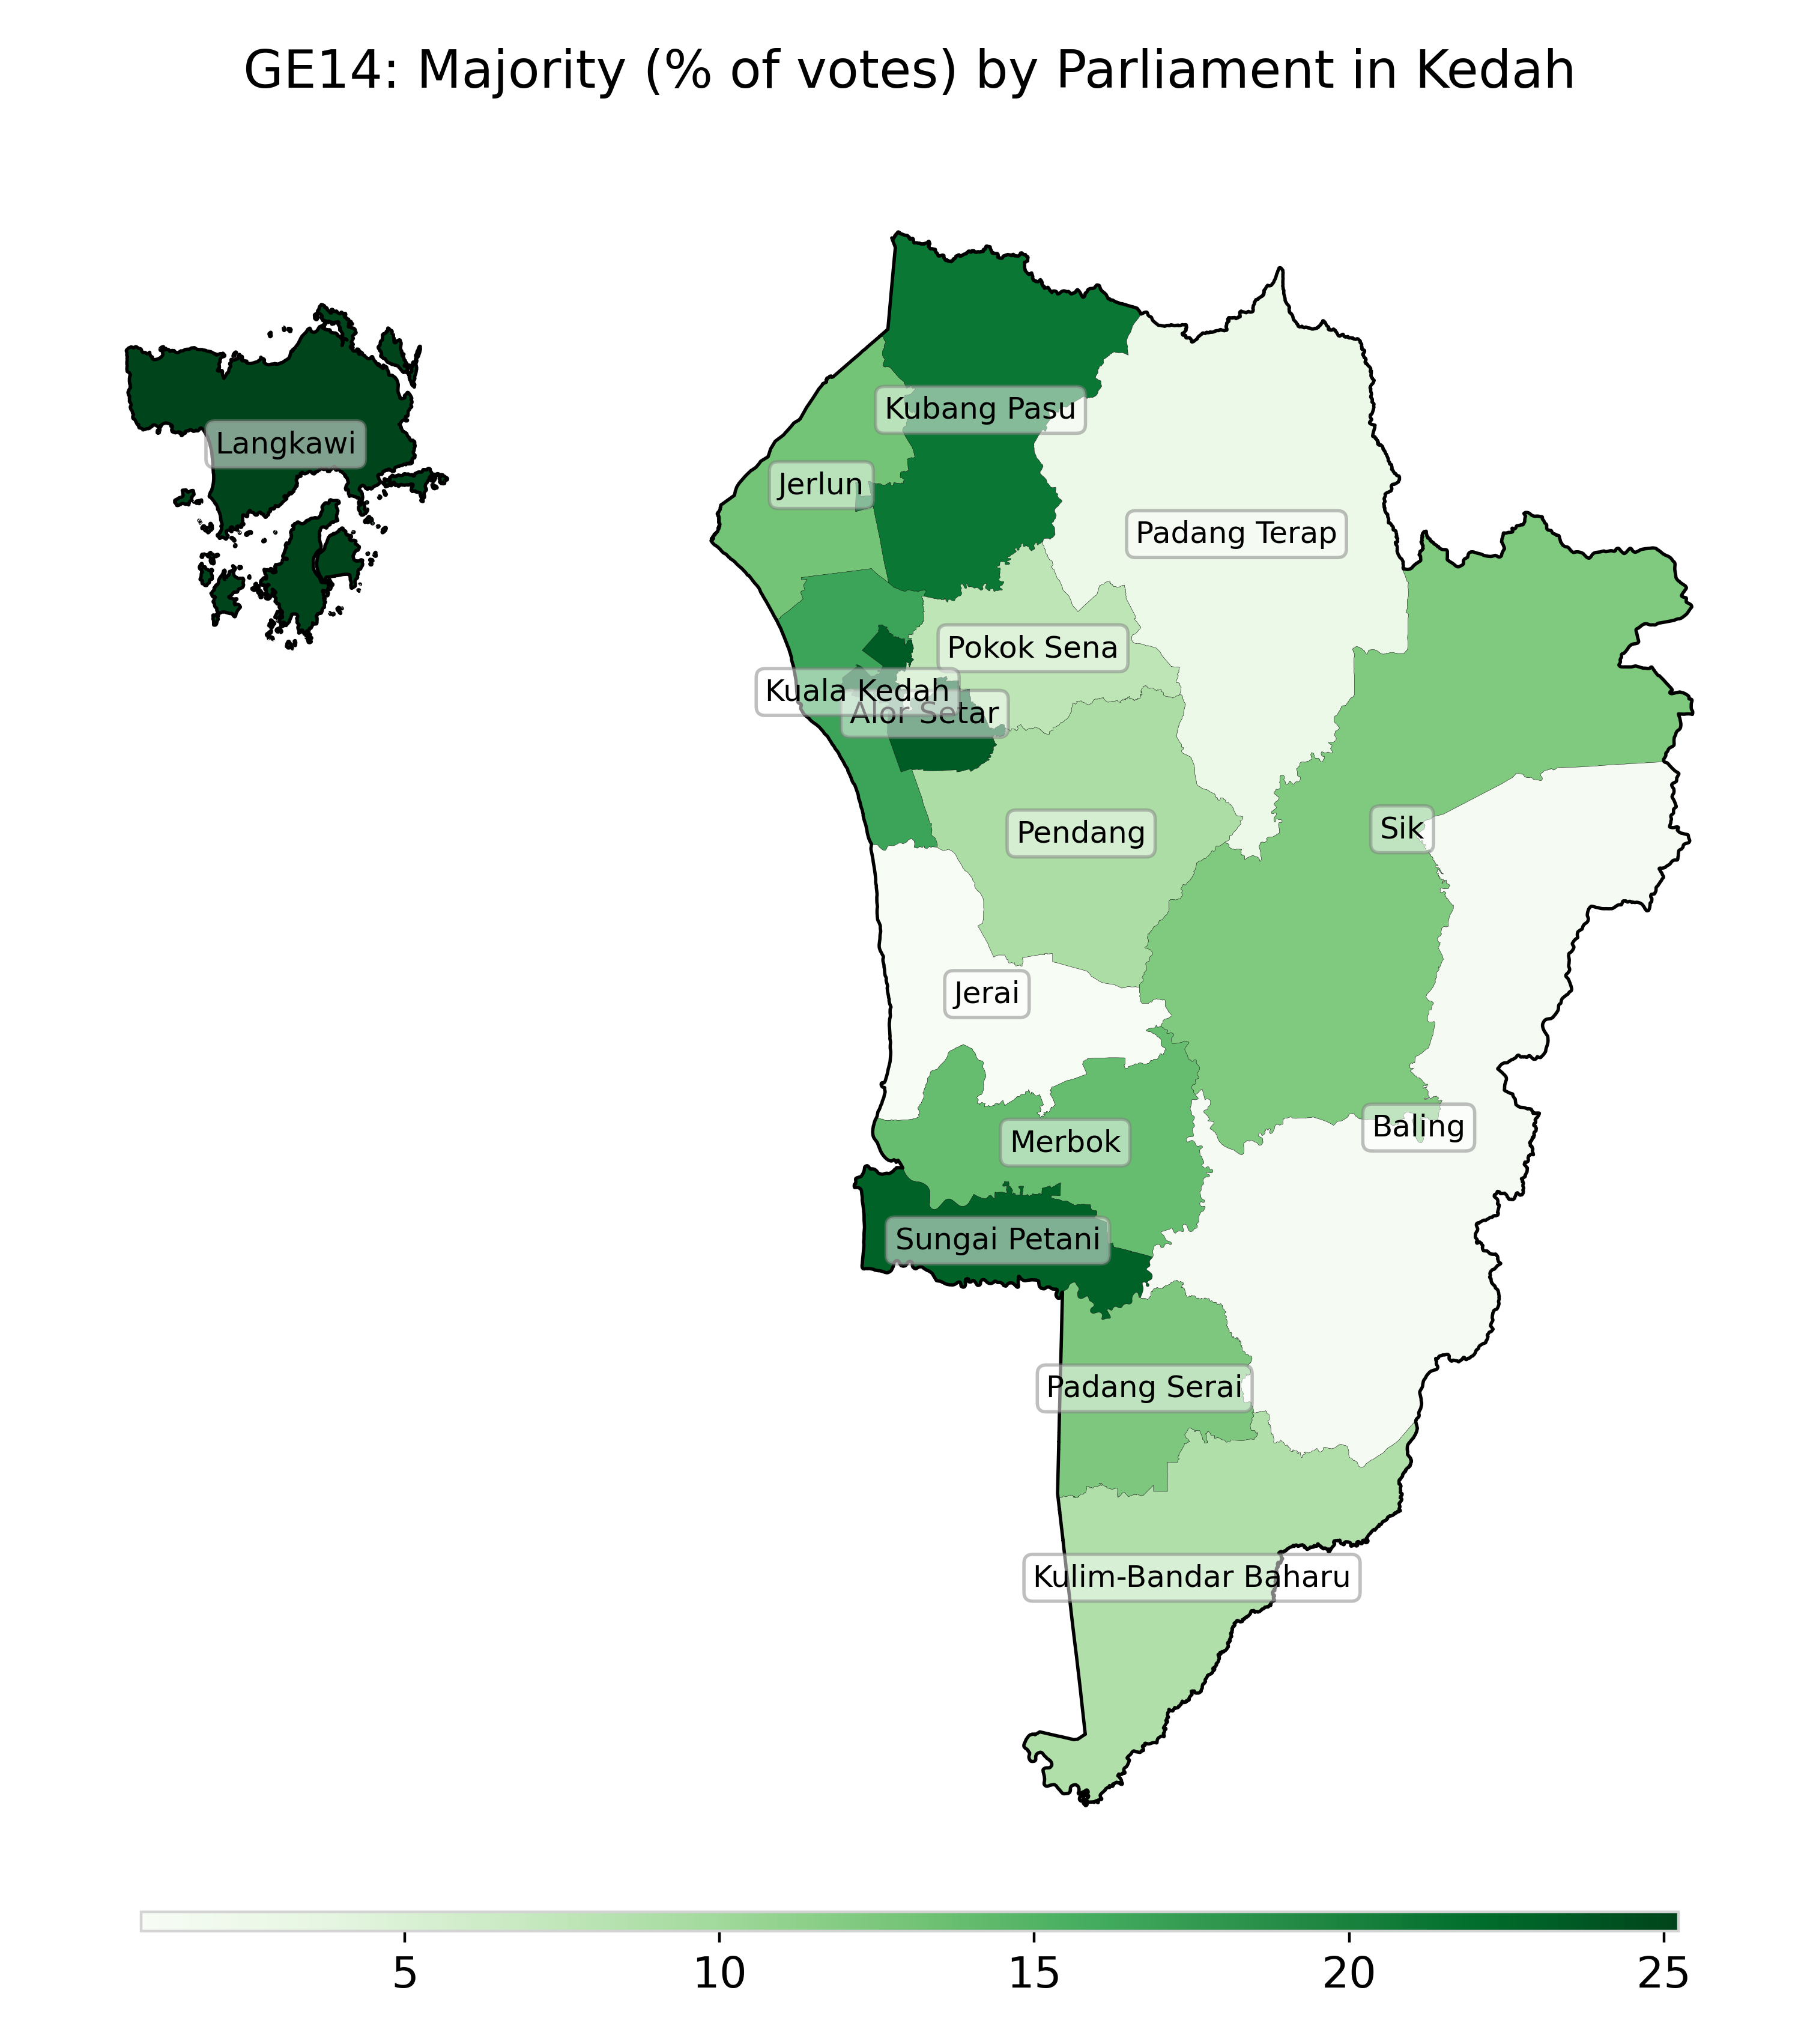 GE14: Majority (% of votes) by Parliament in Kedah
Kubang Pasu
Langkawi
Jerlun
Padang Terap
Pokok Sena
Kuala Kedah
Alor Setar
Sik
Pendang
Jerai
Baling
Merbok
Sungai Petani
Padang Serai
Kulim-Bandar Baharu
5 10 15 20 25